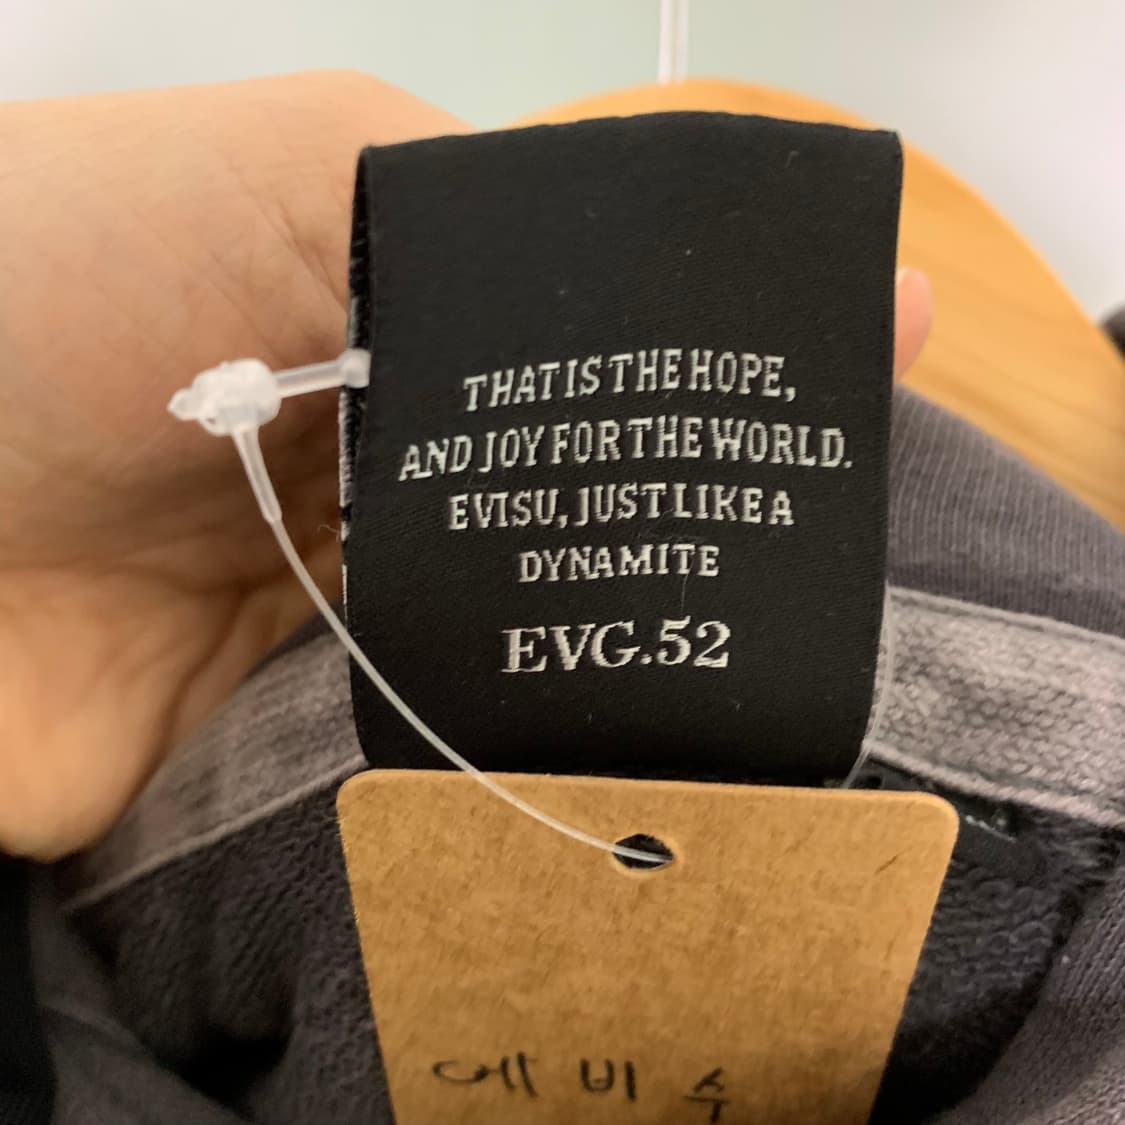 THAT IS THE HOPE,
AND JOY FOR THE WORLD.
EVISU, JUST LIKE A
DYNAMITE
EVG.52
에비수